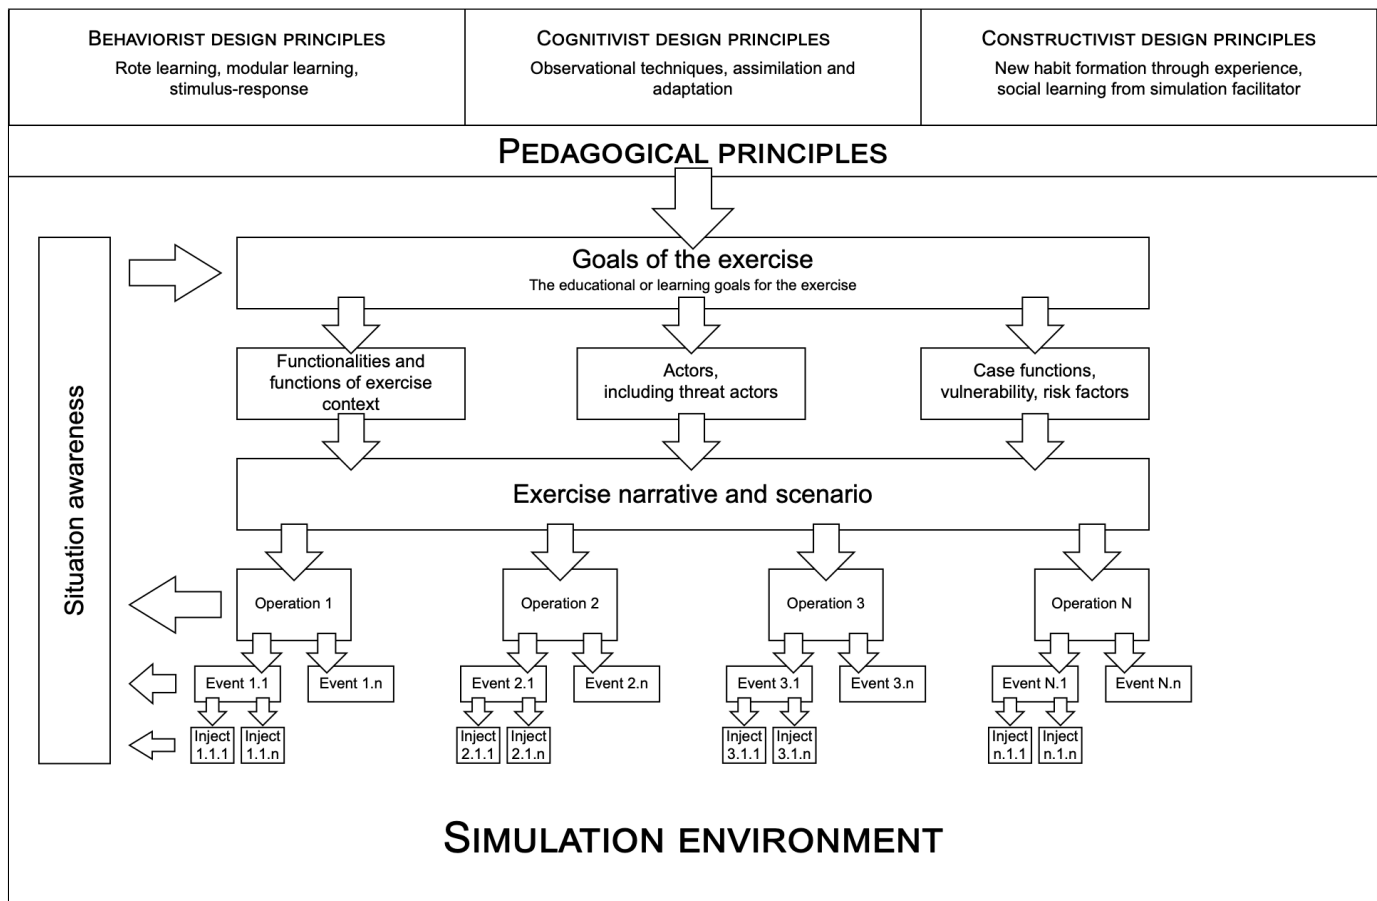 BEHAVIORIST DESIGN PRINCIPLES
Rote learning, modular learning,
stimulus-response
COGNITIVIST DESIGN PRINCIPLES
Observational techniques, assimilation and
adaptation
CONSTRUCTIVIST DESIGN PRINCIPLES
New habit formation through experience,
social learning from simulation facilitator
PEDAGOGICAL PRINCIPLES
Situation awareness
Goals of the exercise
The educational or learning goals for the exercise
Functionalities and
functions of exercise
context
Actors,
including threat actors
Case functions,
vulnerability, risk factors
Exercise narrative and scenario
Operation 1
Operation 2
Operation 3
Operation N
Event 1.1
Event 1.n
Event 2.1
Event 2.n
Event 3.1
Event 3.n
Event N.1
Event N.n
Inject
1.1.1
Inject
1.1.n
Inject
2.1.1
Inject
2.1.n
Inject
3.1.1
Inject
3.1.n
Inject
n.1.1
Inject
n.1.n
SIMULATION ENVIRONMENT